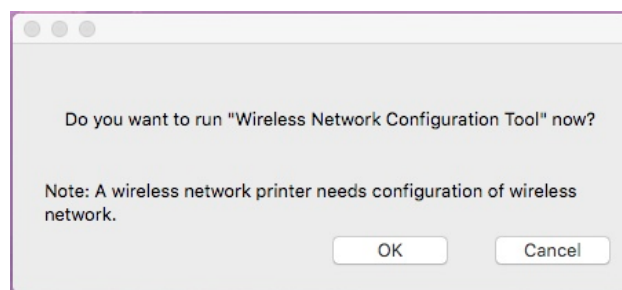 Do you want to run "Wireless Network Configuration Tool" now?
Note: A wireless network printer needs configuration of wireless
network.
OK Cancel